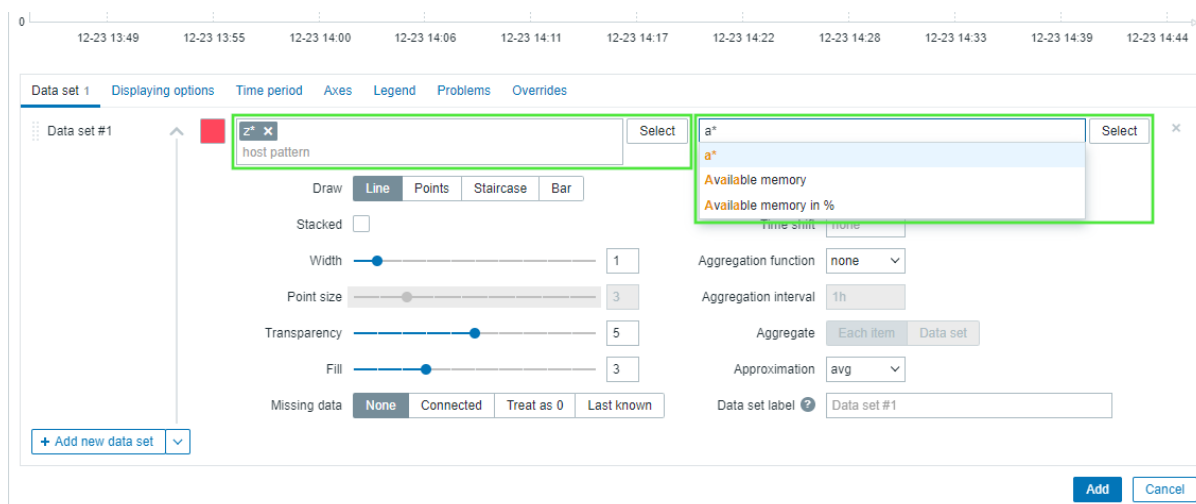 0
12-23 13:49 12-23 13:55 12-23 14:00 12-23 14:06 12-23 14:11 12-23 14:17 12-23 14:22 12-23 14:28 12-23 14:33 12-23 14:39 12-23 14:44
Data set 1 Displaying options Time period Axes Legend Problems Overrides
Data set #1
z*
host pattern
Select
a*
Select
a*
Available memory
Available memory in %
Draw Line Points Staircase Bar
Stacked
Time shift none
Width 1
Aggregation function none
Point size 3
Aggregation interval 1h
Transparency 5
Aggregate Each item Data set
Fill 3
Approximation avg
Missing data None Connected Treat as 0 Last known
Data set label ? Data set #1
+ Add new data set
Add Cancel